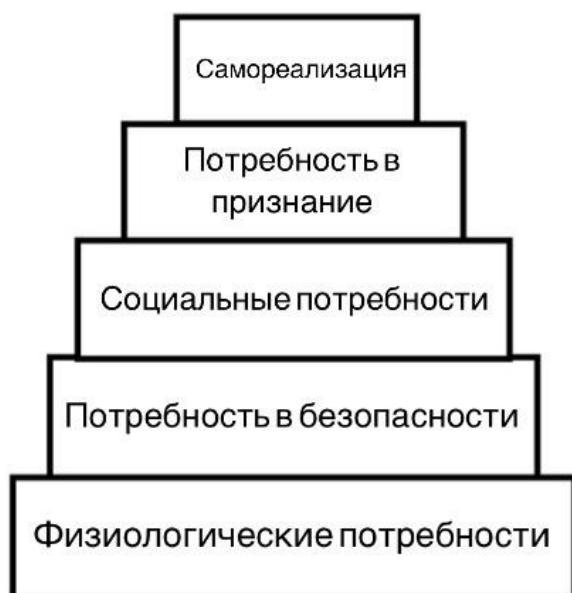 Самореализация
Потребность в
признание
Социальные потребности
Потребность в безопасности
Физиологические потребности